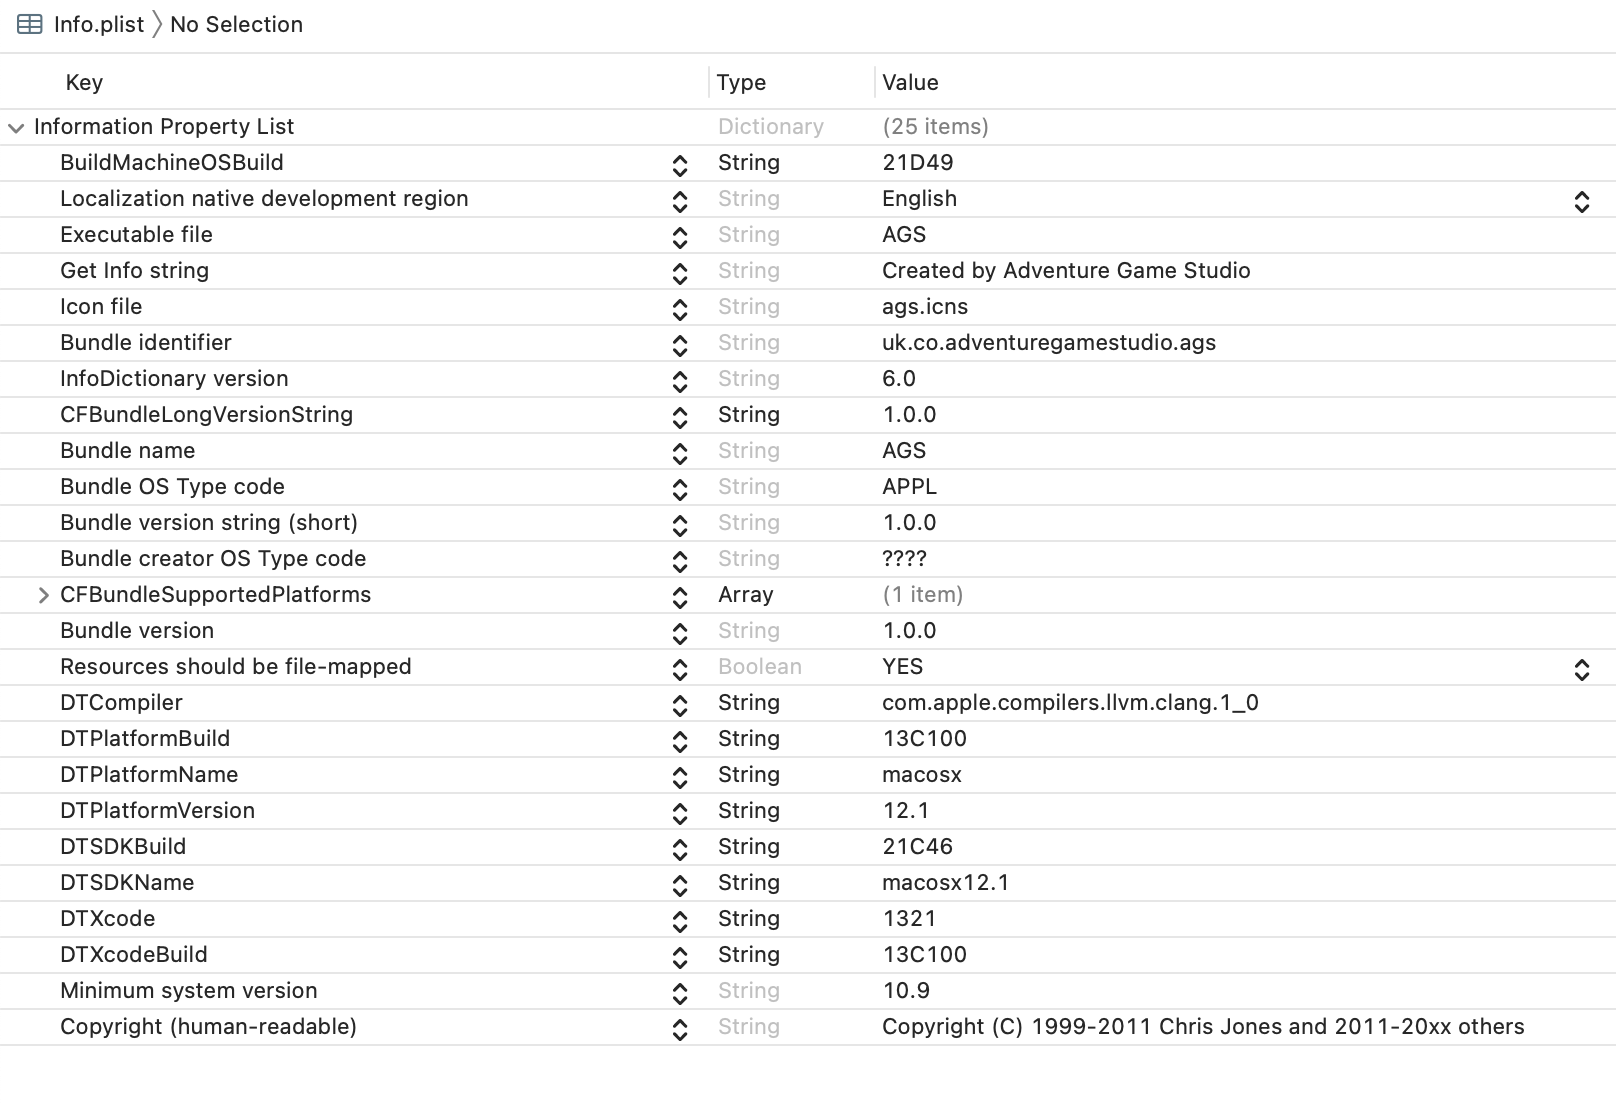 Info.plist No Selection
Key Type Value
Information Property List Dictionary (25 items)
BuildMachineOSBuild String 21D49
Localization native development region String English
Executable file String AGS
Get Info string String Created by Adventure Game Studio
Icon file String ags.icns
Bundle identifier String uk.co.adventuregamestudio.ags
InfoDictionary version String 6.0
CFBundleLongVersionString String 1.0.0
Bundle name String AGS
Bundle OS Type code String APPL
Bundle version string (short) String 1.0.0
Bundle creator OS Type code String ????
CFBundleSupportedPlatforms Array (1 item)
Bundle version String 1.0.0
Resources should be file-mapped Boolean YES
DTCompiler String com.apple.compilers.llvm.clang.1_0
DTPlatformBuild String 13C100
DTPlatformName String macosx
DTPlatformVersion String 12.1
DTSDKBuild String 21C46
DTSDKName String macosx12.1
DTXcode String 1321
DTXcodeBuild String 13C100
Minimum system version String 10.9
Copyright (human-readable) String Copyright (C) 1999-2011 Chris Jones and 2011-20xx others